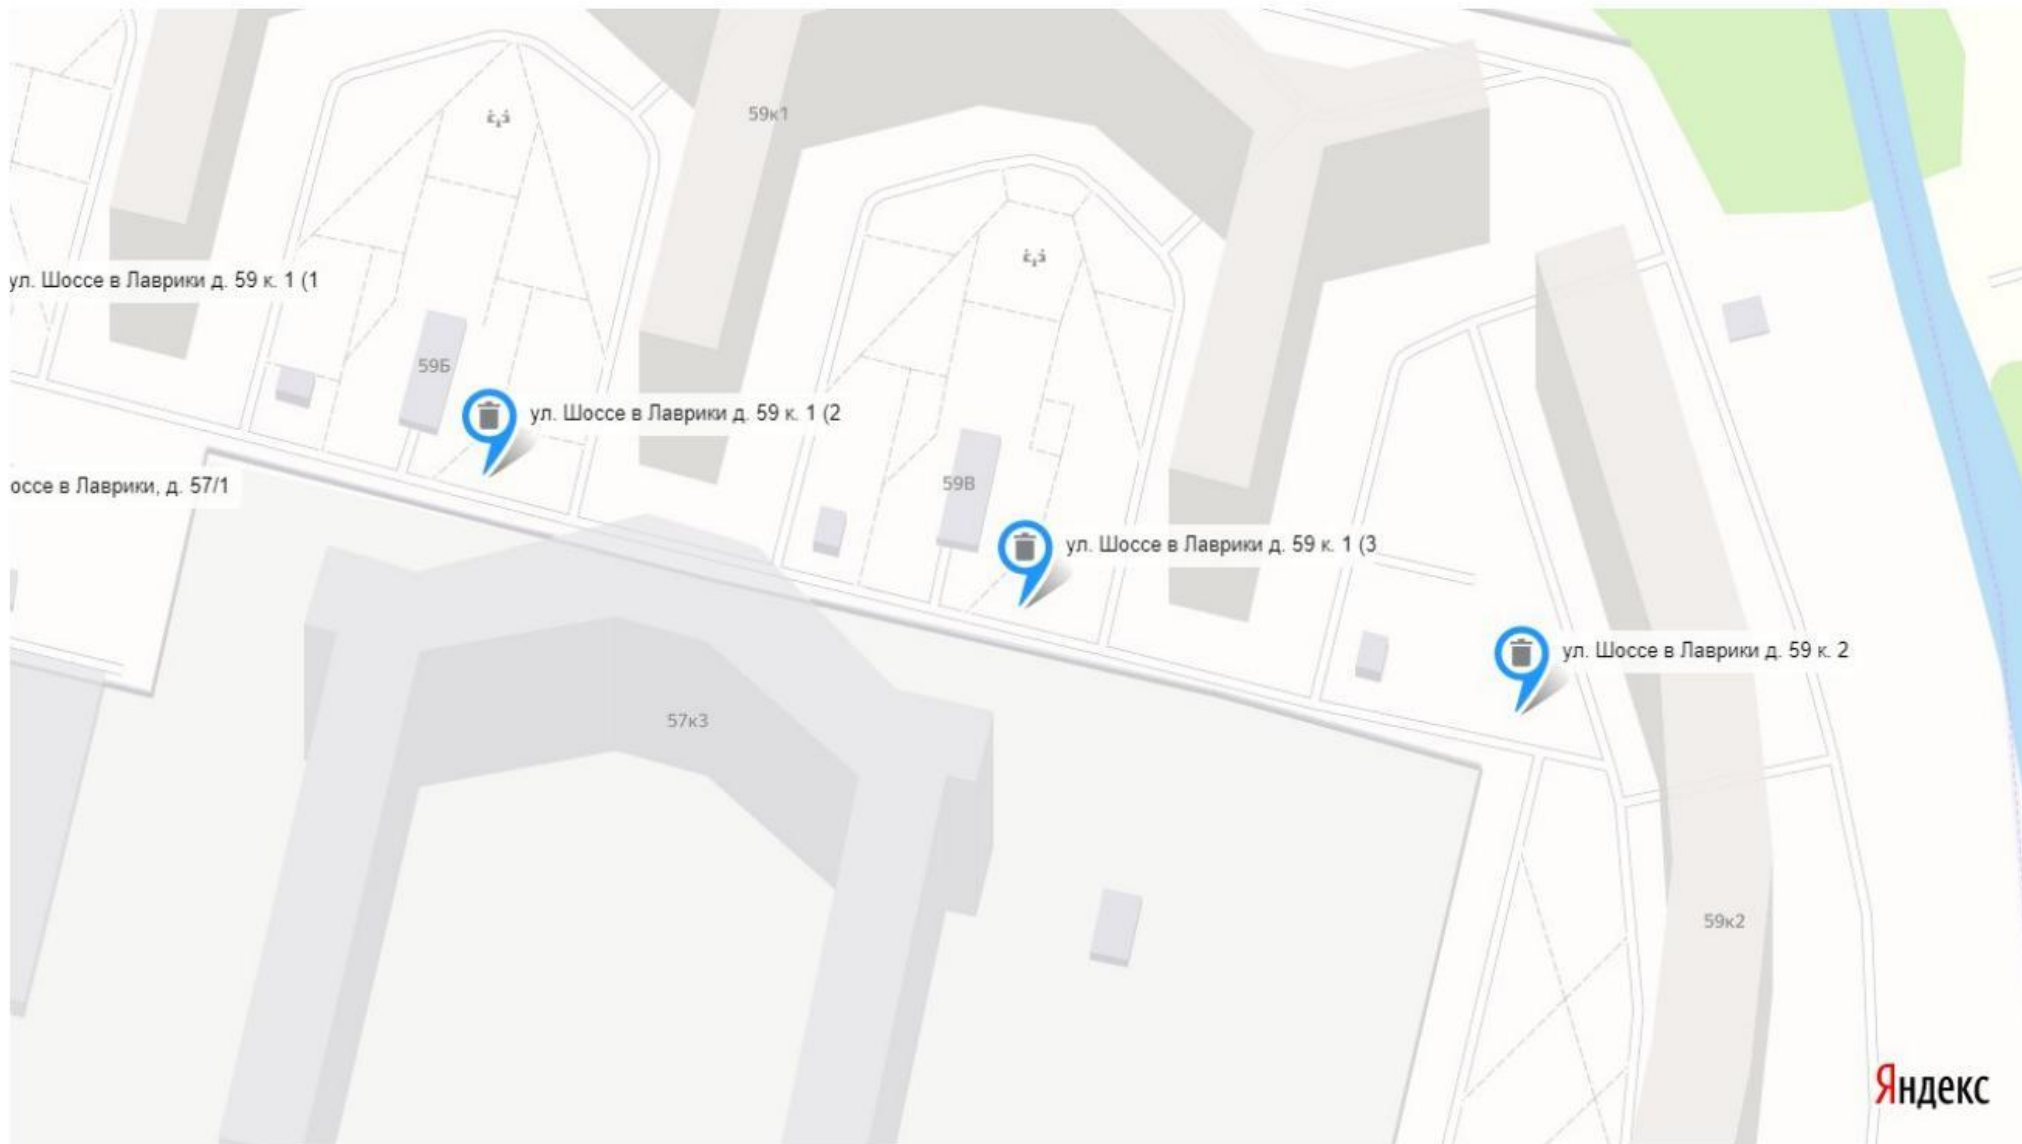 59к1
ул. Шоссе в Лаврики д. 59 к. 1 (1
59Б
ул. Шоссе в Лаврики д. 59 к. 1 (2
оссе в Лаврики, д. 57/1
59В
ул. Шоссе в Лаврики д. 59 к. 1 (3
ул. Шоссе в Лаврики д. 59 к. 2
57к3
59к2
Яндекс